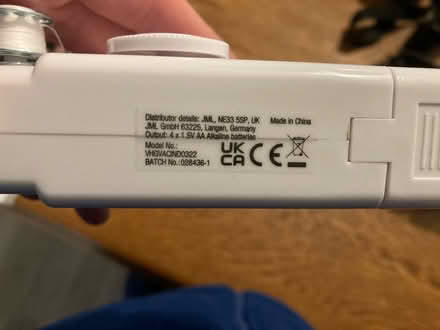 Distributor details: JML, NE33 5SP, UK
Made in China
JML GmbH 63225, Langen, Germany
Output: 4 x 1.5V AA Alkaline batteries
Model No.:
VHGVAQIND0322
BATCH No.:028436-1
UK
CA
CE